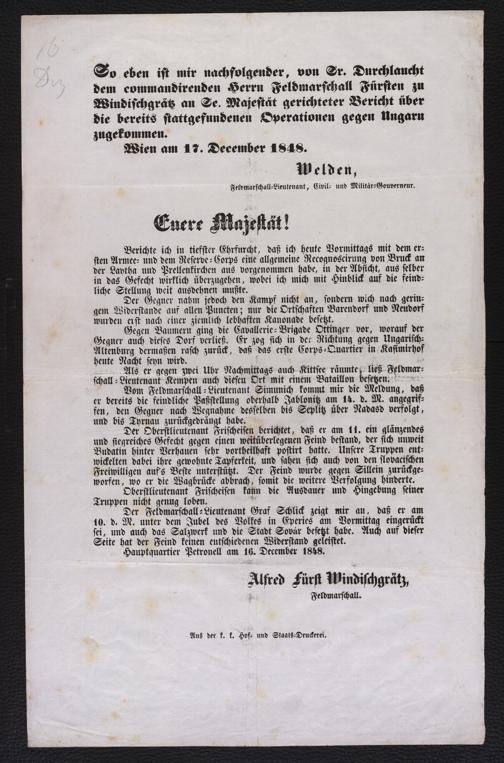 16
Dez
So eben ist mir nachfolgender, von Sr. Durchlaucht
dem commandirenden Herrn Feldmarschall Fürsten zu
Windischgrätz an Se. Majestät gerichteter Bericht über
die bereits stattgefundenen Operationen gegen Ungarn
zugekommen.
Wien am 17. December 1848.
Welden,
Feldmarschall-Lieutenant, Civil- und Militär-Gouverneur.
Euere Majestät!
Berichte ich in tiefster Ehrfurcht, daß ich heute Vormittags mit dem er-
sten Armee- und dem Reserve-Corps eine allgemeine Recognoscirung von Bruck an
der Laytha und Prellenkirchen aus vorgenommen habe, in der Absicht, aus selber
in das Gefecht wirklich überzugehen, wobei ich mich mit Hinblick auf die feind-
liche Stellung weit ausdehnen mußte.
Der Gegner nahm jedoch den Kampf nicht an, sondern wich nach gerin-
gem Widerstande auf allen Puncten; nur die Ortschaften Parendorf und Neudorf
wurden erst nach einer ziemlich lebhaften Kanonade besetzt.
Gegen Baumern ging die Cavallerie-Brigade Ottinger vor, worauf der
Gegner auch dieses Dorf verließ. Er zog sich in der Richtung gegen Ungarisch-
Altenburg dermaßen rasch zurück, daß das erste Corps-Quartier in Kasimirhof
heute Nacht seyn wird.
Als er gegen zwei Uhr Nachmittags auch Kittsee räumte, ließ Feldmar-
schall-Lieutenant Kempen auch diesen Ort mit einem Bataillon besetzen.
Vom Feldmarschall-Lieutenant Simmunich kommt mir die Meldung, daß
er bereits die feindliche Paßstellung oberhalb Jablonitz am 14. d. M. angegrif-
fen, den Gegner nach Wegnahme desselben bis Szplitz über Nadasd verfolgt,
und bis Tyrnau zurückgedrängt habe.
Der Oberstlieutenant Frischeisen berichtet, daß er am 11. ein glänzendes
und siegreiches Gefecht gegen einen weitüberlegenen Feind bestand, der sich unweit
Budatin hinter Verhauen sehr vortheilhaft postirt hatte. Unsere Truppen ent-
wickelten dabei ihre gewohnte Tapferkeit, und sahen sich auch von den slovakischen
Freiwilligen auf's Beste unterstützt. Der Feind wurde gegen Sillein zurückge-
worfen, wo er die Wagbrücke abbrach, somit die weitere Verfolgung hinderte.
Oberstlieutenant Frischeisen kann die Ausdauer und Hingebung seiner
Truppen nicht genug loben.
Der Feldmarschall-Lieutenant Graf Schlick zeigt mir an, daß er am
10. d. M. unter dem Jubel des Volkes in Eperies am Vormittag eingerückt
sei, und auch das Salzwerk und die Stadt Sovár besetzt habe. Auch auf dieser
Seite hat der Feind keinen entschiedenen Widerstand geleistet.
Hauptquartier Petronell am 16. December 1848.
Alfred Fürst Windischgrätz,
Feldmarschall.
Aus der k. k. Hof- und Staats-Druckerei.